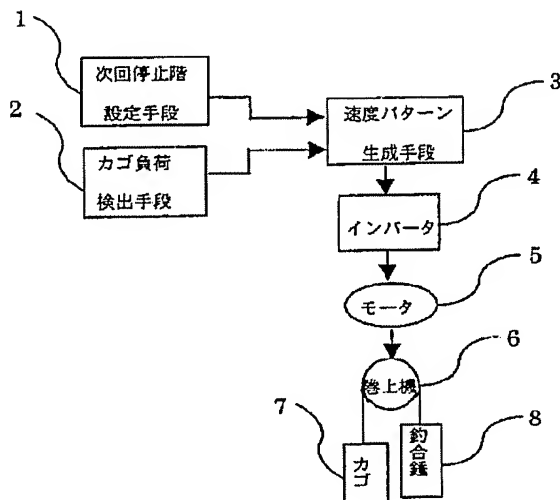 1
次回停止階
設定手段
2
カゴ負荷
検出手段
3
速度パターン
生成手段
4
インバータ
5
モータ
6
巻上機
7
カゴ
釣合錘
8